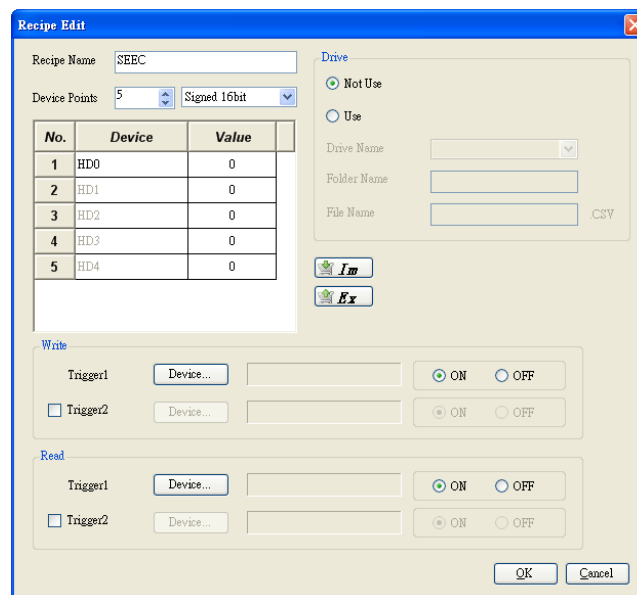 Recipe Edit
Recipe Name SEEC
Device Points 5 Signed 16bit
No. Device Value
1 HD0 0
2 HD1 0
3 HD2 0
4 HD3 0
5 HD4 0
Drive
Not Use
Use
Drive Name
Folder Name
File Name .CSV
Im
Ex
Write
Trigger1 Device... ON OFF
Trigger2 Device... ON OFF
Read
Trigger1 Device... ON OFF
Trigger2 Device... ON OFF
OK Cancel